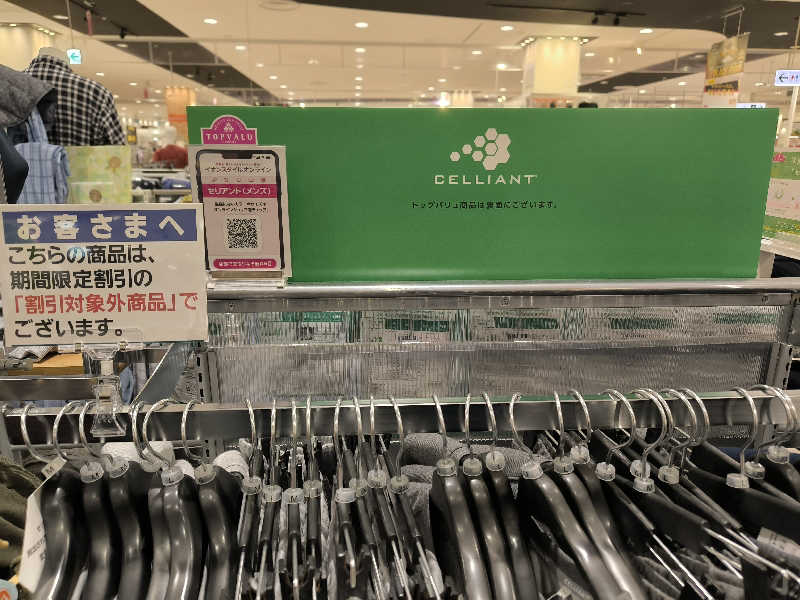 お客さまへ
こちらの商品は、
期間限定割引の
「割引対象外商品」で
ございます。
TOPVALU
イオンスタイルオンライン
セリアント(メンズ)
CELLIANT
トップバリュ商品は裏面にございます。